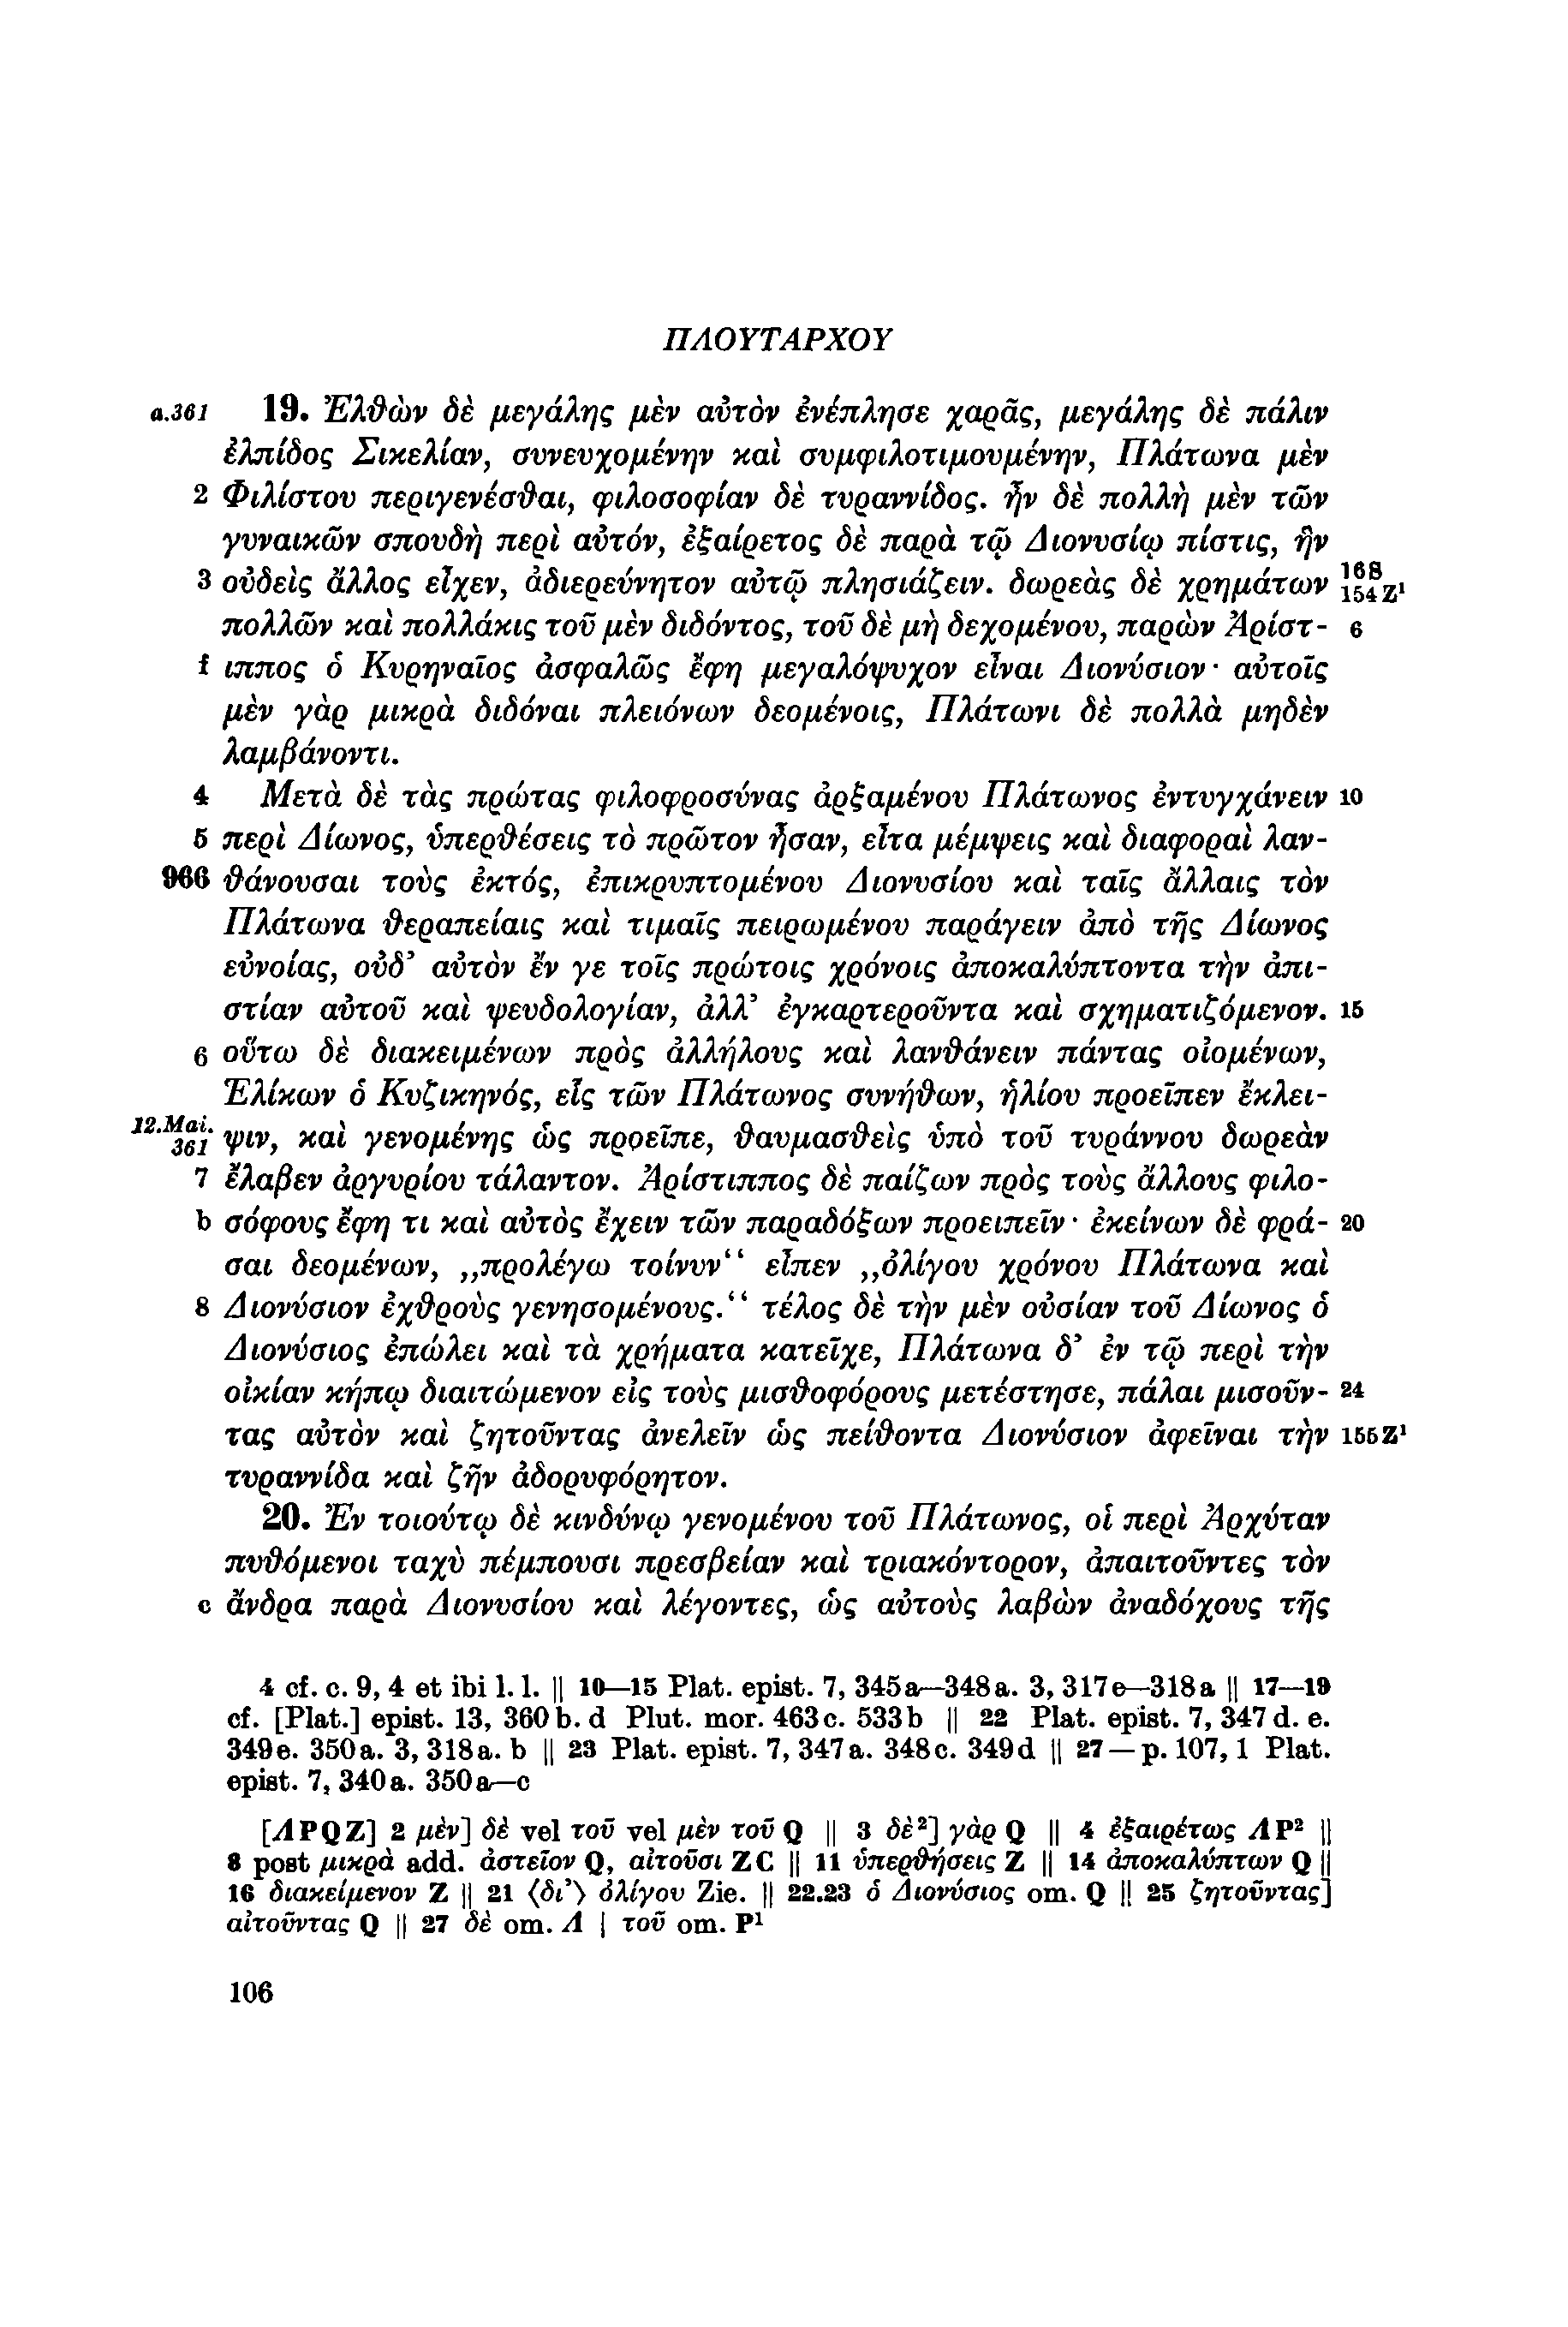 ΠΛΟΥΤΑΡΧΟΥ
a.361 19. Ἐλθὼν δὲ μεγάλης μὲν αὐτὸν ἐνέπλησε χαρᾶς, μεγάλης δὲ πάλιν
ἐλπίδος Σικελίαν, συνευχομένην καὶ συμφιλοτιμουμένην, Πλάτωνα μὲν
2 Φιλίστου περιγενέσθαι, φιλοσοφίαν δὲ τυραννίδος. ἦν δὲ πολλὴ μὲν τῶν
γυναικῶν σπουδὴ περὶ αὐτόν, ἐξαίρετος δὲ παρὰ τῷ Διονυσίῳ πίστις, ἣν
3 οὐδεὶς ἄλλος εἶχεν, ἀδιερεύνητον αὐτῷ πλησιάζειν. δωρεὰς δὲ χρημάτων 168 154 Z¹
πολλῶν καὶ πολλάκις τοῦ μὲν διδόντος, τοῦ δὲ μὴ δεχομένου, παρὼν Ἀρίστ- 6
f ιππος ὁ Κυρηναῖος ἀσφαλῶς ἔφη μεγαλόψυχον εἶναι Διονύσιον· αὐτοῖς
μὲν γὰρ μικρὰ διδόναι πλειόνων δεομένοις, Πλάτωνι δὲ πολλὰ μηδὲν
λαμβάνοντι.
4 Μετὰ δὲ τὰς πρώτας φιλοφροσύνας ἀρξαμένου Πλάτωνος ἐντυγχάνειν 10
5 περὶ Δίωνος, ὑπερθέσεις τὸ πρῶτον ἦσαν, εἶτα μέμψεις καὶ διαφοραὶ λαν-
966 θάνουσαι τοὺς ἐκτός, ἐπικρυπτομένου Διονυσίου καὶ ταῖς ἄλλαις τὸν
Πλάτωνα θεραπείαις καὶ τιμαῖς πειρωμένου παράγειν ἀπὸ τῆς Δίωνος
εὐνοίας, οὐδ’ αὐτὸν ἔν γε τοῖς πρώτοις χρόνοις ἀποκαλύπτοντα τὴν ἀπι-
στίαν αὐτοῦ καὶ ψευδολογίαν, ἀλλ’ ἐγκαρτεροῦντα καὶ σχηματιζόμενον. 15
6 οὕτω δὲ διακειμένων πρὸς ἀλλήλους καὶ λανθάνειν πάντας οἰομένων,
Ἑλίκων ὁ Κυζικηνός, εἷς τῶν Πλάτωνος συνήθων, ἡλίου προεῖπεν ἔκλει-
12.Mai. 361 ψιν, καὶ γενομένης ὡς προεῖπε, θαυμασθεὶς ὑπὸ τοῦ τυράννου δωρεὰν
7 ἔλαβεν ἀργυρίου τάλαντον. Ἀρίστιππος δὲ παίζων πρὸς τοὺς ἄλλους φιλο-
b σόφους ἔφη τι καὶ αὐτὸς ἔχειν τῶν παραδόξων προειπεῖν· ἐκείνων δὲ φρά- 20
σαι δεομένων, „προλέγω τοίνυν“ εἶπεν „ὀλίγου χρόνου Πλάτωνα καὶ
8 Διονύσιον ἐχθροὺς γενησομένους.“ τέλος δὲ τὴν μὲν οὐσίαν τοῦ Δίωνος ὁ
Διονύσιος ἐπώλει καὶ τὰ χρήματα κατεῖχε, Πλάτωνα δ’ ἐν τῷ περὶ τὴν
οἰκίαν κήπῳ διαιτώμενον εἰς τοὺς μισθοφόρους μετέστησε, πάλαι μισοῦν- 24
τας αὐτὸν καὶ ζητοῦντας ἀνελεῖν ὡς πείθοντα Διονύσιον ἀφεῖναι τὴν 155 Z¹
τυραννίδα καὶ ζῆν ἀδορυφόρητον.
20. Ἐν τοιούτῳ δὲ κινδύνῳ γενομένου τοῦ Πλάτωνος, οἱ περὶ Ἀρχύταν
πυθόμενοι ταχὺ πέμπουσι πρεσβείαν καὶ τριακόντορον, ἀπαιτοῦντες τὸν
c ἄνδρα παρὰ Διονυσίου καὶ λέγοντες, ὡς αὐτοὺς λαβὼν ἀναδόχους τῆς
4 cf. c. 9, 4 et ibi l. l. || 10—15 Plat. epist. 7, 345a—348a. 3, 317e—318a || 17—19
cf. [Plat.] epist. 13, 360b. d Plut. mor. 463c. 533b || 22 Plat. epist. 7, 347d. e.
349e. 350a. 3, 318a. b || 23 Plat. epist. 7, 347a. 348c. 349d || 27 — p. 107, 1 Plat.
epist. 7, 340a. 350a—c
[ΛPQZ] 2 μὲν] δὲ vel τοῦ vel μὲν τοῦ Q || 3 δὲ²] γὰρ Q || 4 ἐξαιρέτως ΛP² ||
8 post μικρὰ add. ἀστεῖον Q, αἰτοῦσι ZC || 11 ὑπερθήσεις Z || 14 ἀποκαλύπτων Q ||
16 διακείμενον Z || 21 ⟨δι’⟩ ὀλίγου Zie. || 22.23 ὁ Διονύσιος om. Q || 25 ζητοῦντας]
αἰτοῦντας Q || 27 δὲ om. Λ | τοῦ om. P¹
106